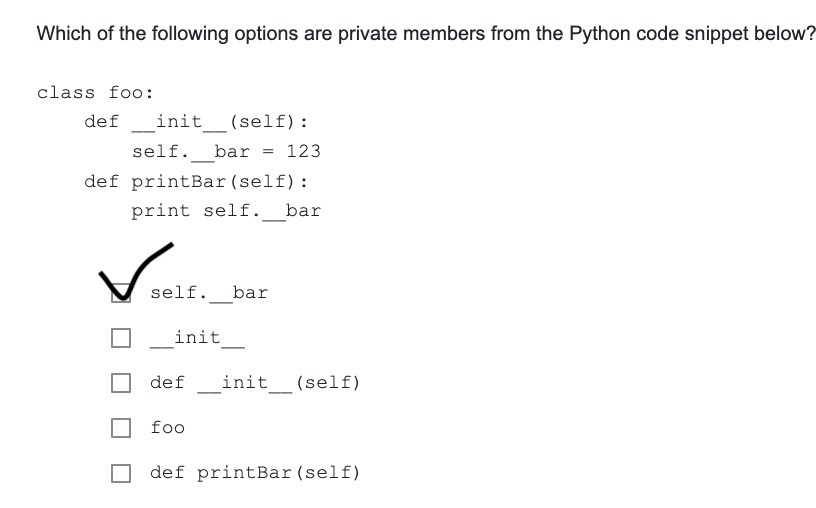 Which of the following options are private members from the Python code snippet below?
class foo:
    def __init__(self):
        self.__bar = 123
    def printBar(self):
        print self.__bar
self.__bar
__init__
def __init__(self)
foo
def printBar(self)